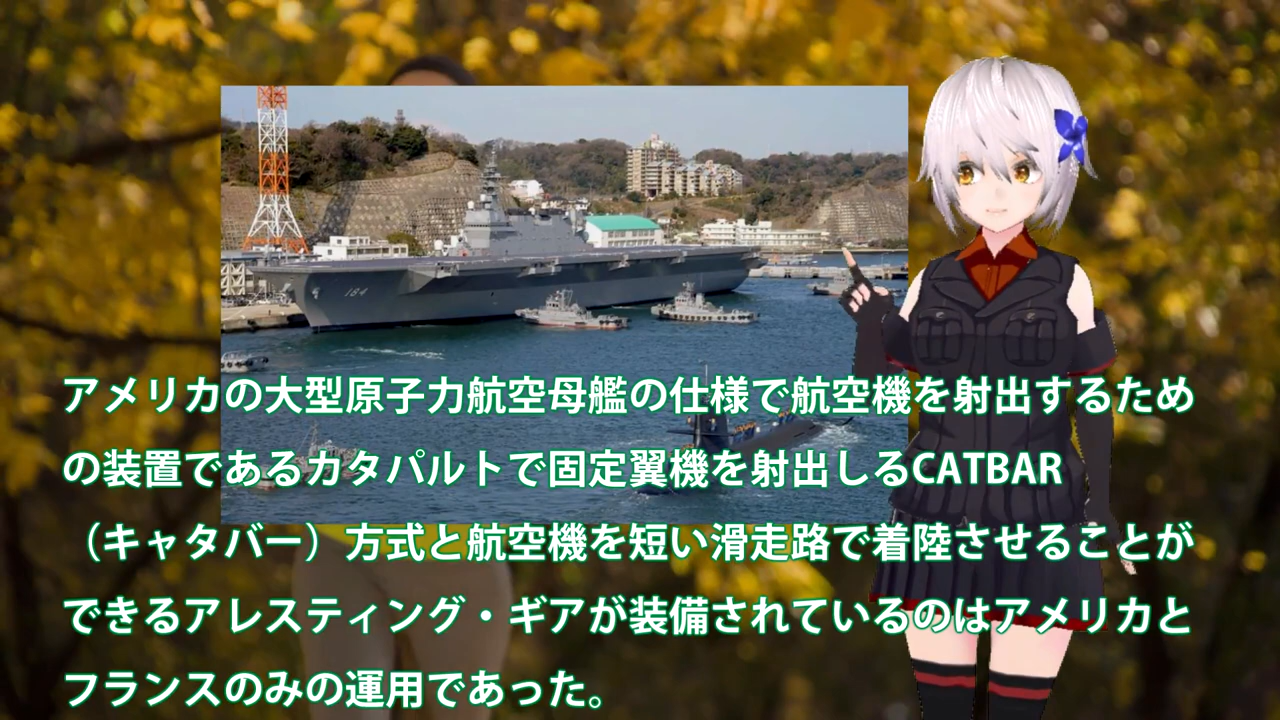 184
アメリカの大型原子力航空母艦の仕様で航空機を射出するため
の装置であるカタパルトで固定翼機を射出しるCATBAR
（キャタバー）方式と航空機を短い滑走路で着陸させることが
できるアレスティング・ギアが装備されているのはアメリカと
フランスのみの運用であった。